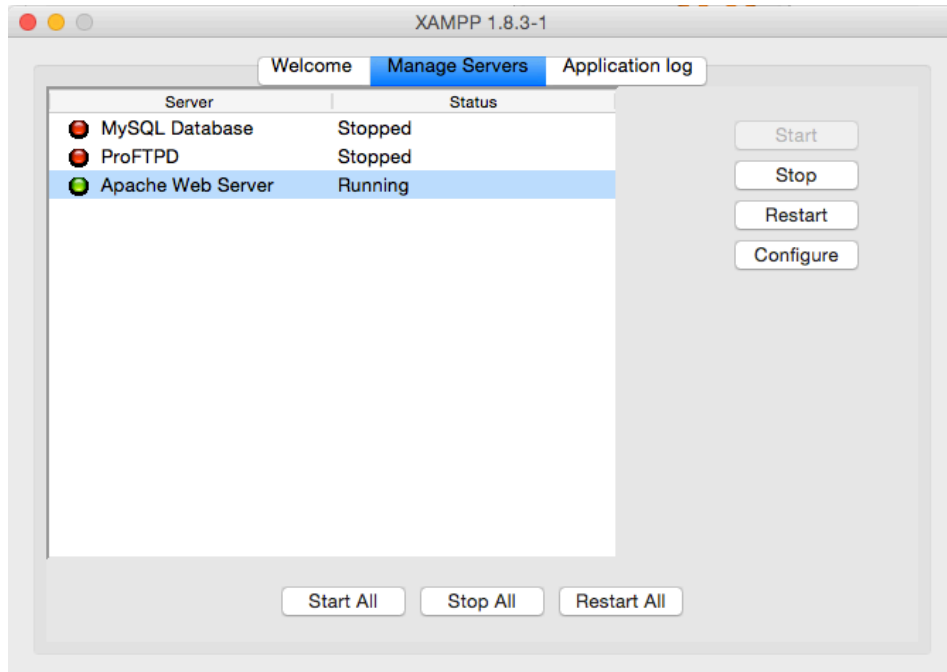 XAMPP 1.8.3-1
Welcome Manage Servers Application log
Server Status
MySQL Database Stopped
ProFTPD Stopped
Apache Web Server Running
Start
Stop
Restart
Configure
Start All Stop All Restart All